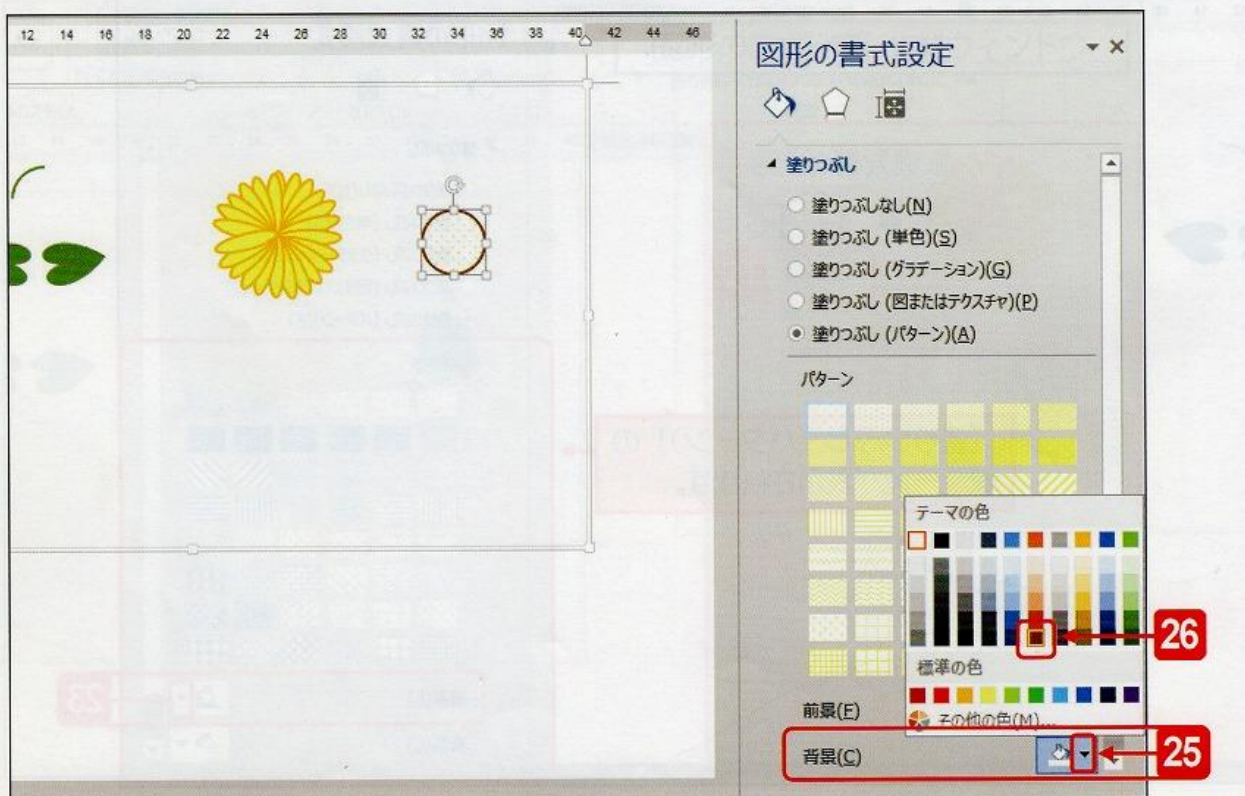 12 14 16 18 20 22 24 26 28 30 32 34 36 38 40 42 44 46
図形の書式設定
塗りつぶし
塗りつぶしなし(N)
塗りつぶし (単色)(S)
塗りつぶし (グラデーション)(G)
塗りつぶし (図またはテクスチャ)(P)
塗りつぶし (パターン)(A)
パターン
テーマの色
26
標準の色
前景(F)
その他の色(M)...
背景(C)
25